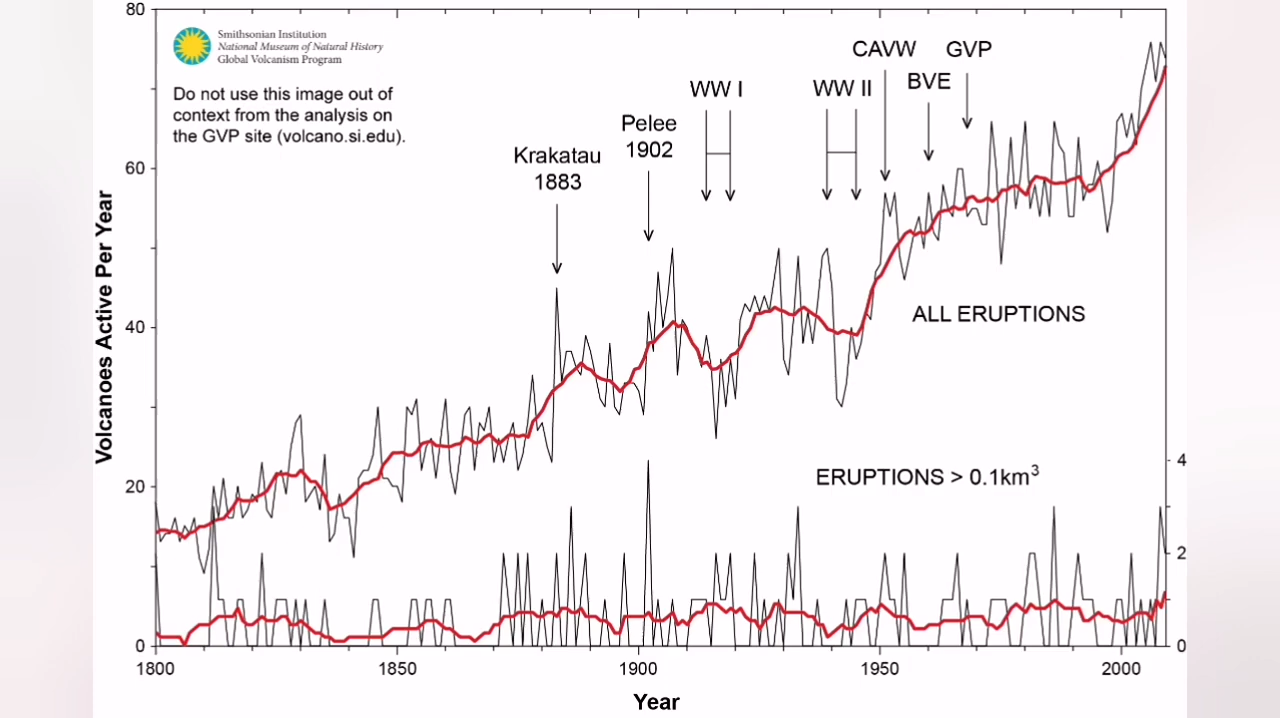 80
Smithsonian Institution
National Museum of Natural History
Global Volcanism Program
Do not use this image out of
context from the analysis on
the GVP site (volcano.si.edu).
CAVW
GVP
BVE
WW I
WW II
Pelee
1902
Krakatau
1883
60
Volcanoes Active Per Year
40
ALL ERUPTIONS
20
ERUPTIONS > 0.1km³
4
2
0
0
1800
1850
1900
1950
2000
Year